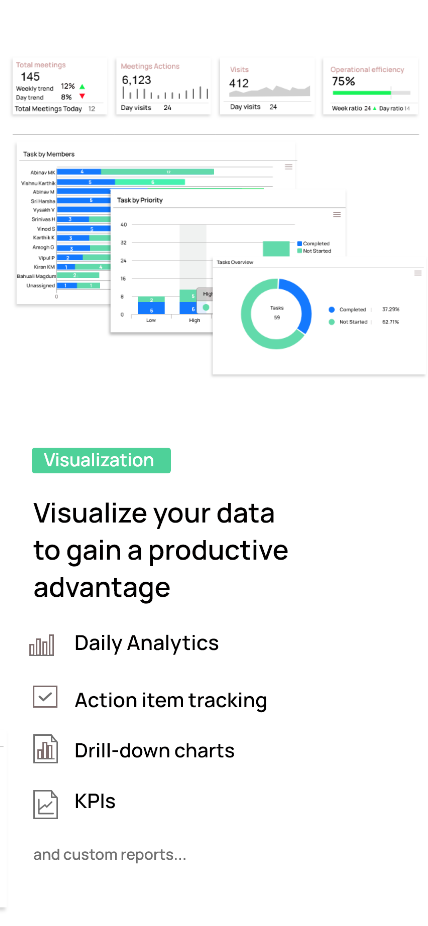 Total meetings
145
Weekly trend 12%
Day trend 8%
Total Meetings Today 12
Meetings Actions
6,123
Day visits 24
Visits
412
Day visits 24
Operational efficiency
75%
Week ratio 24 Day ratio
Task by Members
Abinav MK
Vishnu Karthik
Abinav M
Sri Harsha
Vysakh V
Srinivas H
Vinod S
Karthik K
Amogh G
Vipul P
Kiran KM
Bahuali Magdum
Unassigned
0
Task by Priority
40
32
24
16
8
0
Low
High
Completed
Not Started
Tasks Overview
Tasks
59
Completed : 37.29%
Not Started : 62.71%
Visualization
Visualize your data
to gain a productive
advantage
Daily Analytics
Action item tracking
Drill-down charts
KPIs
and custom reports...